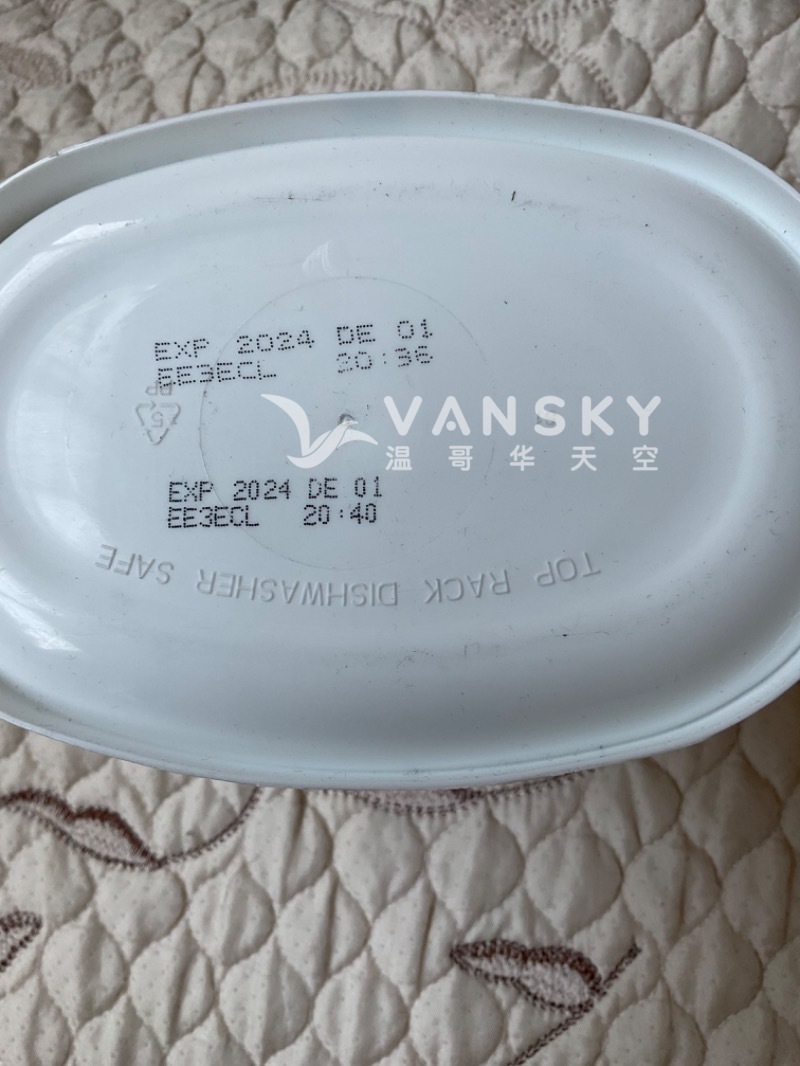 EXP 2024 DE 01
EE3ECL 20:36
PP
5
VANSKY
温哥华天空
EXP 2024 DE 01
EE3ECL 20:40
TOP RACK DISHWASHER SAFE